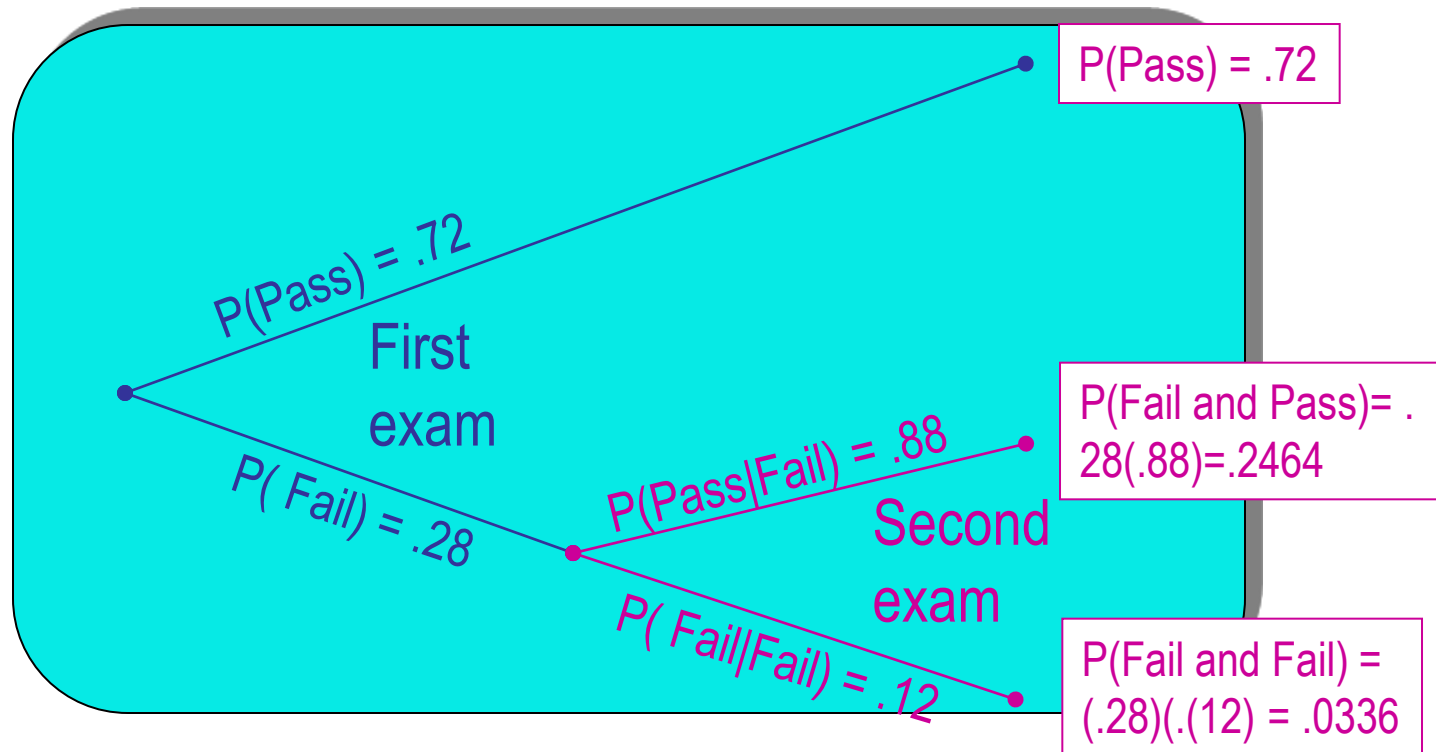 P(Pass) = .72
P(Pass) = .72
First
exam
P( Fail) = .28
P(Fail and Pass)= .
28(.88)=.2464
P(Pass|Fail) = .88
Second
exam
P( Fail|Fail) = .12
P(Fail and Fail) =
(.28)(.(12) = .0336